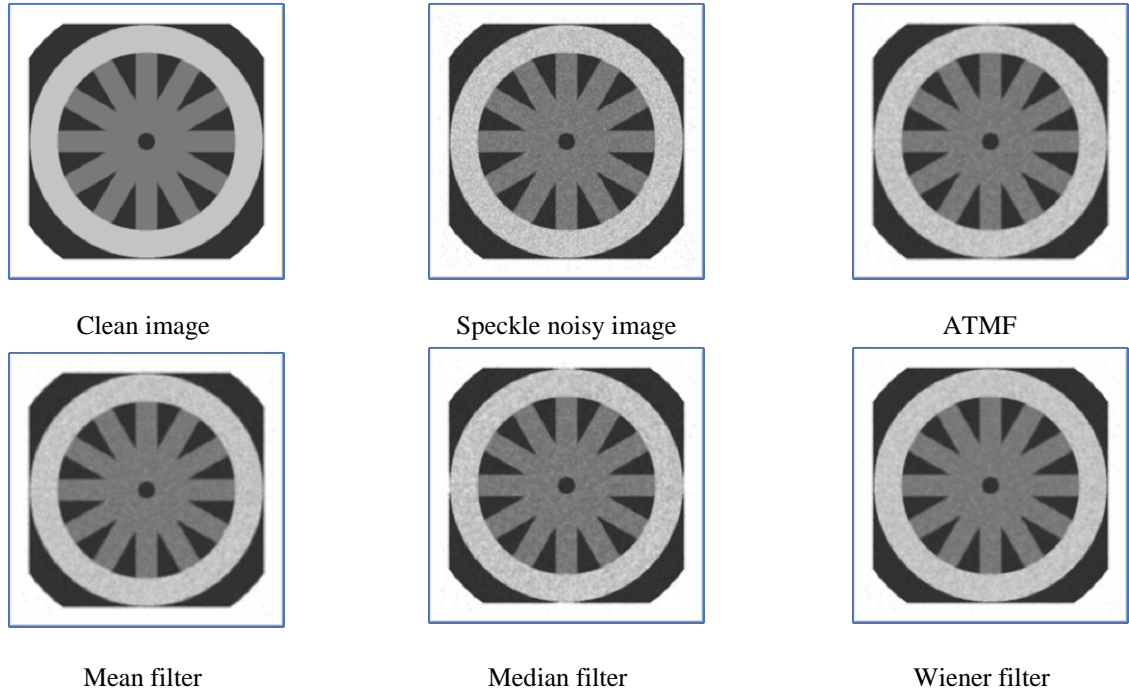 Clean image
Speckle noisy image
ATMF
Mean filter
Median filter
Wiener filter